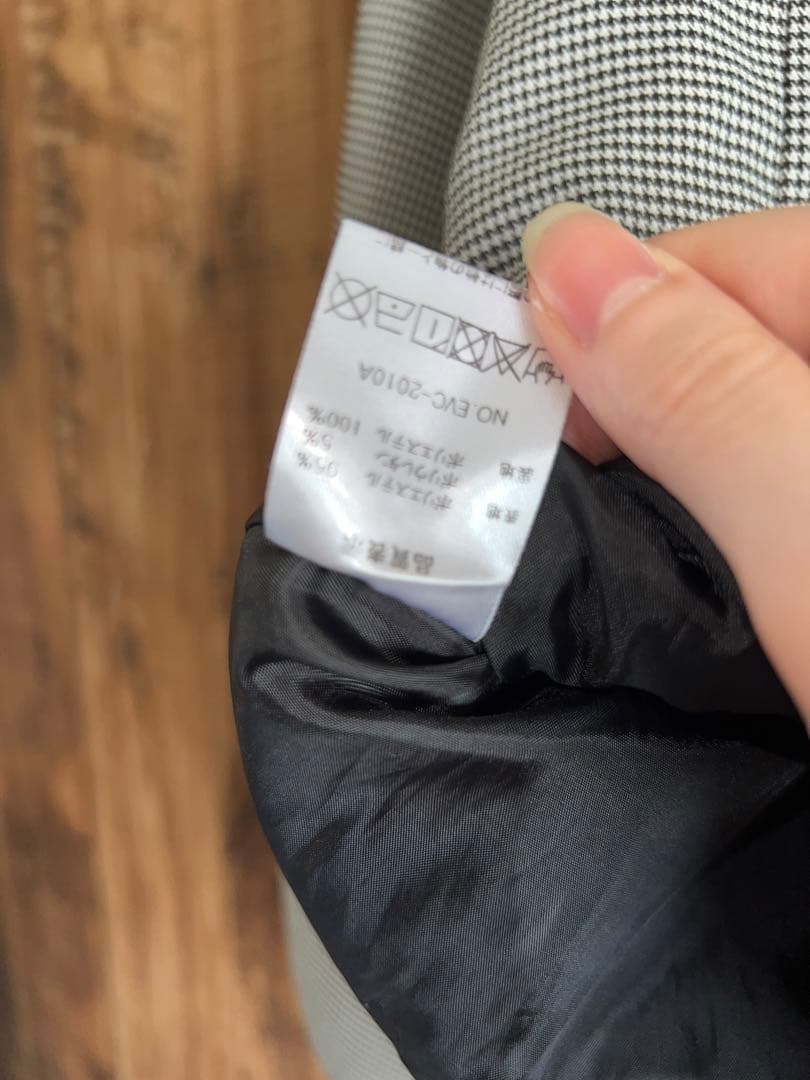 品質表示
表地 ポリエステル 95%
ポリウレタン 5%
裏地 ポリエステル 100%
NO.EVC-2010A